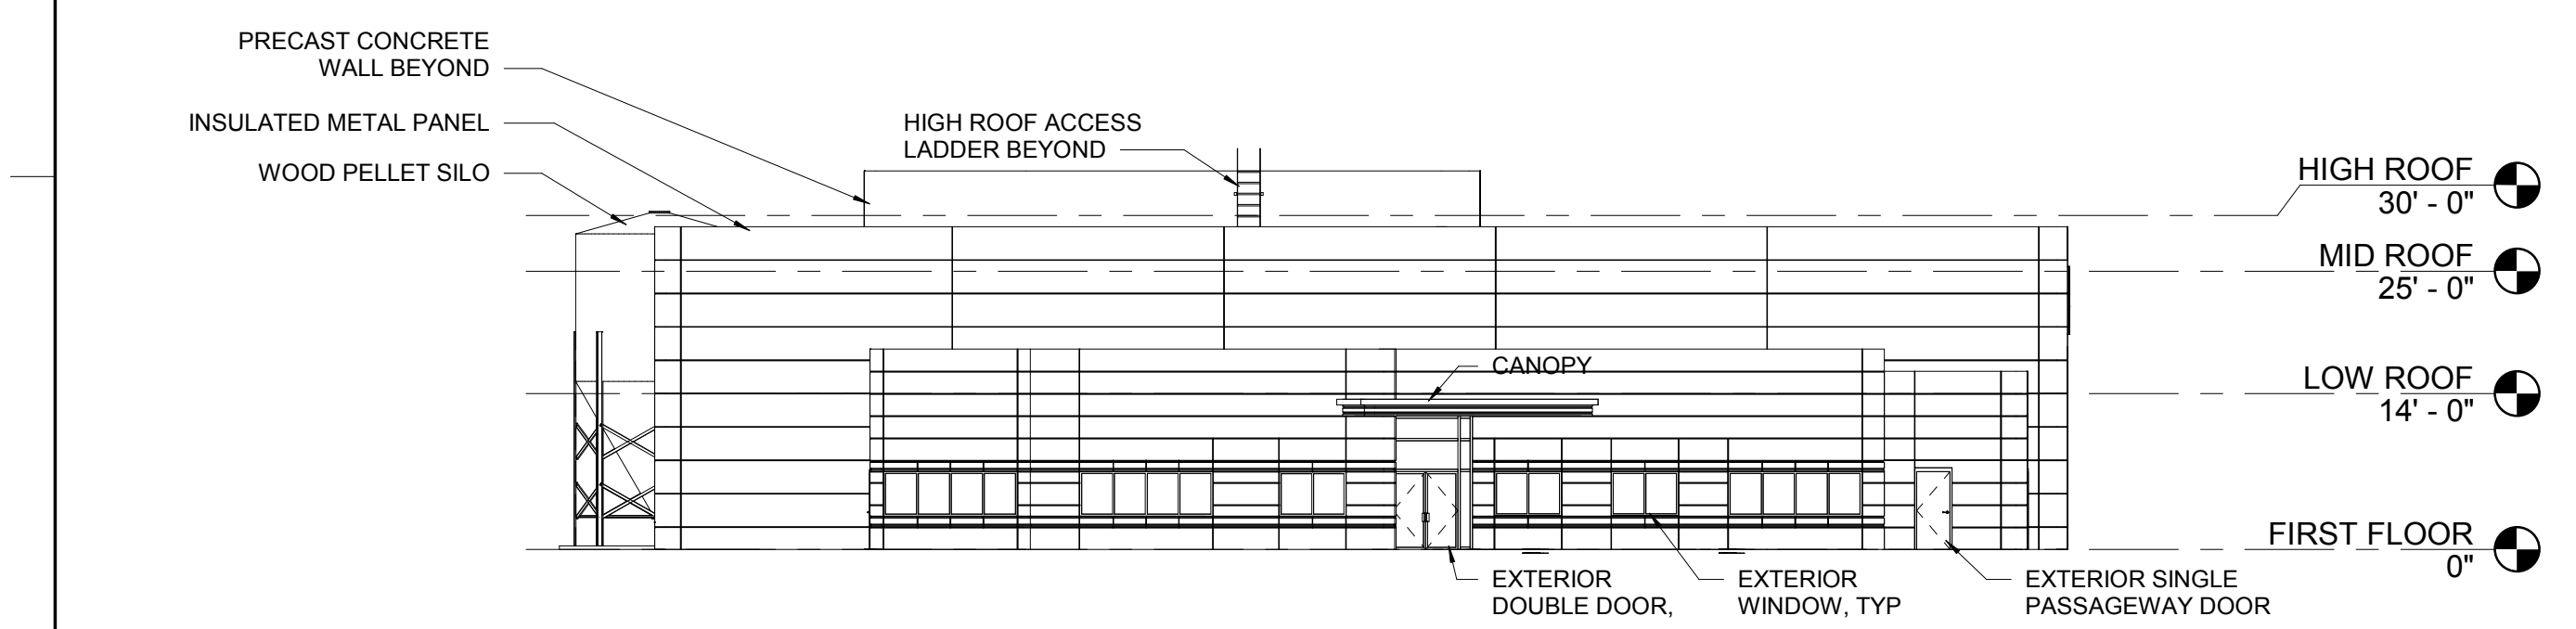 PRECAST CONCRETE
WALL BEYOND
INSULATED METAL PANEL
WOOD PELLET SILO
HIGH ROOF ACCESS
LADDER BEYOND
CANOPY
HIGH ROOF
30' - 0"
MID ROOF
25' - 0"
LOW ROOF
14' - 0"
FIRST FLOOR
0"
EXTERIOR
DOUBLE DOOR,
EXTERIOR
WINDOW, TYP
EXTERIOR SINGLE
PASSAGEWAY DOOR